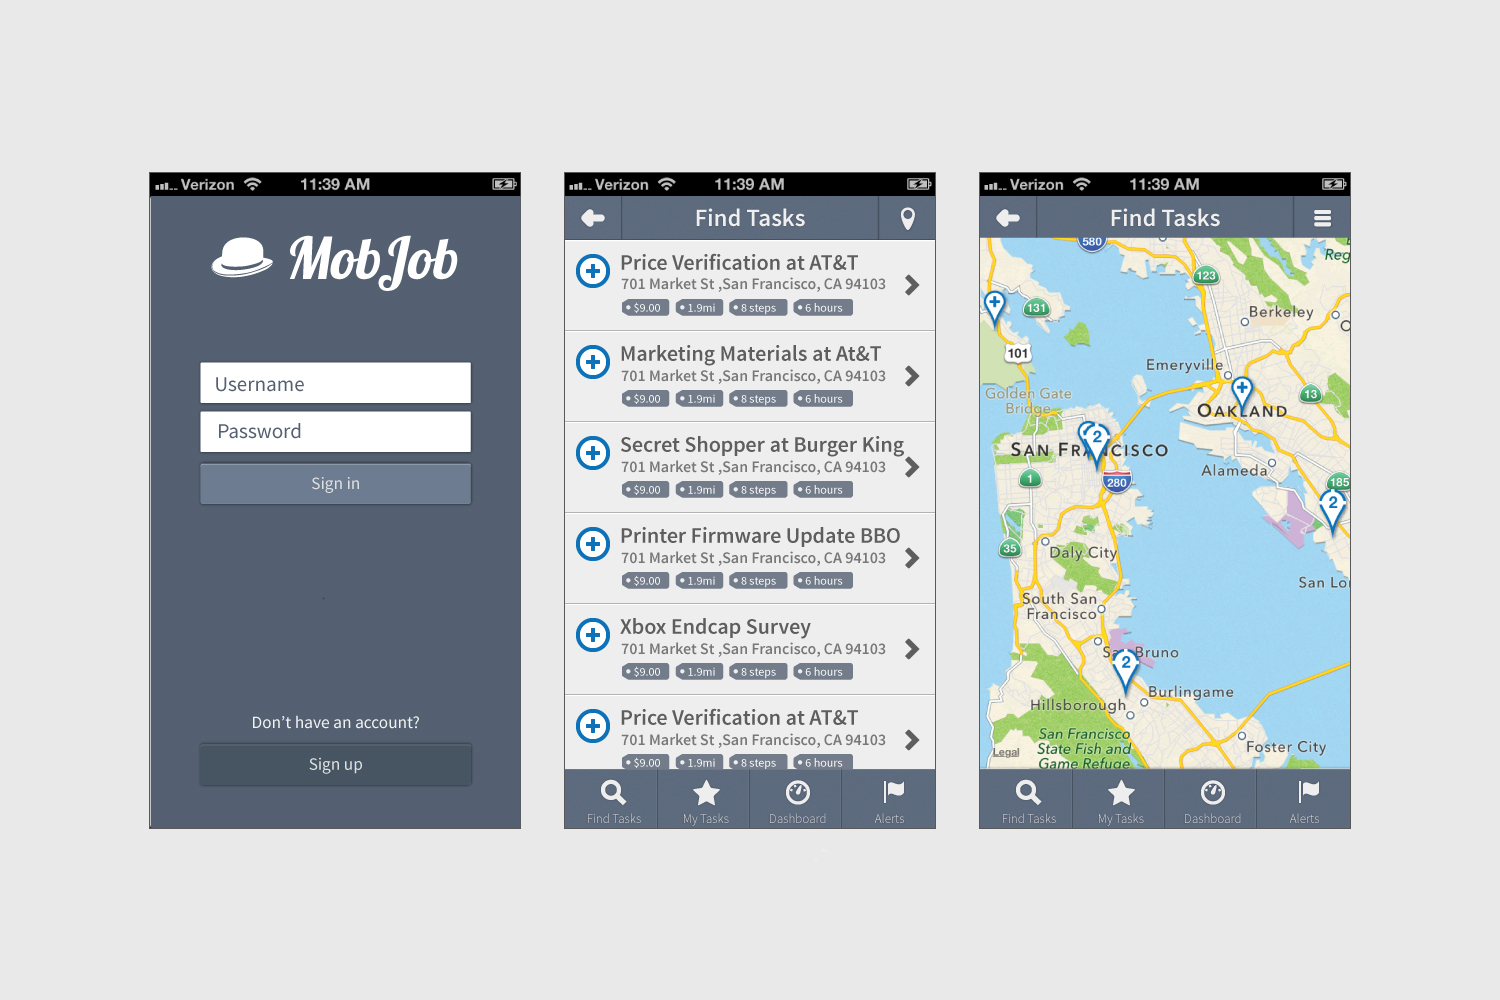 Verizon 11:39 AM
MobJob
Username
Password
Sign in
Don't have an account?
Sign up
Verizon 11:39 AM
Find Tasks
Price Verification at AT&T
701 Market St ,San Francisco, CA 94103
$9.00 1.9mi 8 steps 6 hours
Marketing Materials at At&T
701 Market St ,San Francisco, CA 94103
$9.00 1.9mi 8 steps 6 hours
Secret Shopper at Burger King
701 Market St ,San Francisco, CA 94103
$9.00 1.9mi 8 steps 6 hours
Printer Firmware Update BBO
701 Market St ,San Francisco, CA 94103
$9.00 1.9mi 8 steps 6 hours
Xbox Endcap Survey
701 Market St ,San Francisco, CA 94103
$9.00 1.9mi 8 steps 6 hours
Price Verification at AT&T
701 Market St ,San Francisco, CA 94103
$9.00 1.9mi 8 steps 6 hours
Find Tasks My Tasks Dashboard Alerts
Verizon 11:39 AM
Find Tasks
580
Reg
123
131
Berkeley
O
101
Emeryville
Golden Gate
Bridge
13
OAKLAND
2
SAN FRANCISCO
Alameda
1
280
185
2
35
Daly City
San Lo
South San
Francisco
San Bruno
2
Burlingame
Hillsborough
San Francisco
State Fish and
Game Refuge
Foster City
Legal
Find Tasks My Tasks Dashboard Alerts